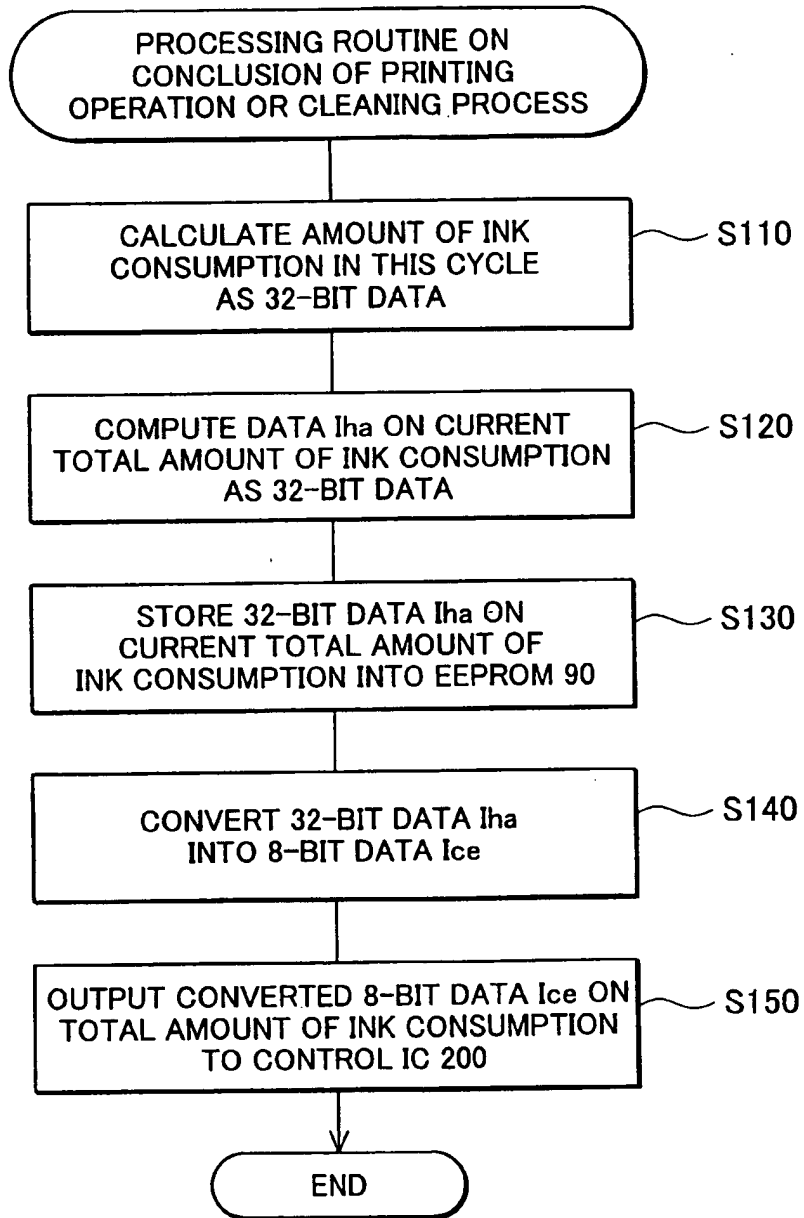 PROCESSING ROUTINE ON
CONCLUSION OF PRINTING
OPERATION OR CLEANING PROCESS
CALCULATE AMOUNT OF INK
CONSUMPTION IN THIS CYCLE
AS 32-BIT DATA
S110
COMPUTE DATA Iha ON CURRENT
TOTAL AMOUNT OF INK CONSUMPTION
AS 32-BIT DATA
S120
STORE 32-BIT DATA Iha ON
CURRENT TOTAL AMOUNT OF
INK CONSUMPTION INTO EEPROM 90
S130
CONVERT 32-BIT DATA Iha
INTO 8-BIT DATA Ice
S140
OUTPUT CONVERTED 8-BIT DATA Ice ON
TOTAL AMOUNT OF INK CONSUMPTION
TO CONTROL IC 200
S150
END